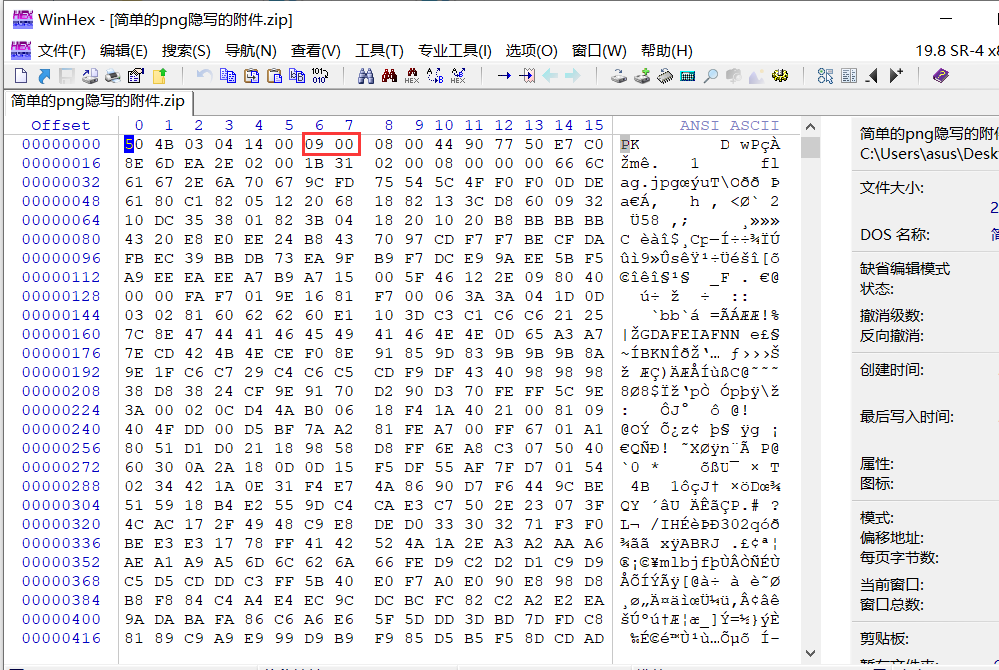 WinHex - [简单的png隐写的附件.zip]
文件(F) 编辑(E) 搜索(S) 导航(N) 查看(V) 工具(T) 专业工具(I) 选项(O) 窗口(W) 帮助(H) 19.8 SR-4 x8
简单的png隐写的附件.zip
Offset 0 1 2 3 4 5 6 7 8 9 10 11 12 13 14 15 ANSI ASCII
00000000 50 4B 03 04 14 00 09 00 08 00 44 90 77 50 E7 C0 PK D wPçÀ
00000016 8E 6D EA 2E 02 00 1B 31 02 00 08 00 00 00 66 6C Žmê. 1 fl
00000032 61 67 2E 6A 70 67 9C FD 75 54 5C 4F F0 F0 0D DE ag.jpgœýuT\Oðð Þ
00000048 61 80 C1 82 05 12 20 68 18 82 13 3C D8 60 09 32
00000064 10 DC 35 38 01 82 3B 04 18 20 10 20 B8 BB BB BB Ü58 ‚; ¸»»»
00000080 43 20 E8 E0 EE 24 B8 43 70 97 CD F7 F7 BE CF DA C èàî$¸Cp—Í÷÷¾ÏÚ
00000096 FB EC 39 BB DB 73 EA 9F B9 F7 DC E9 9A EE 5B F5 ûì9»ÛsêŸ¹÷Üéšî[õ
00000112 A9 EE EA EE A7 B9 A7 15 00 5F 46 12 2E 09 80 40 ©îêî§¹§ _F . €@
00000128 00 00 FA F7 01 9E 16 81 F7 00 06 3A 3A 04 1D 0D ú÷ ž ÷ ::
00000144 03 02 81 60 62 62 60 E1 10 3D C3 C1 C6 C6 21 25 `bb`á =ÃÁÆÆ!%
00000160 7C 8E 47 44 41 46 45 49 41 46 4E 4E 0D 65 A3 A7 |ŽGDAFEIAFNN e£§
00000176 7E CD 42 4B 4E CE F0 8E 91 85 9D 83 9B 9B 9B 8A ~ÍBKNÎðŽ‘… ƒ›››Š
00000192 9E 1F C6 C7 29 C4 C6 C5 CD DF 9F DF 43 40 98 98 98
00000208 38 D8 38 24 CF 9E 91 70 D2 90 D3 70 FE FF 5C 9E 8Ø8$Ïž‘pÒ Ópþÿ\ž
00000224 3A 00 02 0C D4 4A B0 06 18 F4 1A 40 21 00 81 09 : ÔJ° ô @!
00000240 40 4F DD 00 D5 BF 7A A2 81 FE A7 00 FF 67 01 A1 @OÝ Õ¿z¢ þ§ ÿg ¡
00000256 80 51 D1 D0 21 18 98 58 D8 FF 6E A8 C3 07 50 40 €QÑÐ! ˜XØÿn¨Ã P@
00000272 60 30 0A 2A 18 0D 0D 15 F5 DF 55 AF 7F D7 01 54 `0 * õßU¯ × T
00000288 02 34 42 1A 0E 31 F4 E7 4A 86 90 D7 F6 44 9C BE 4B 1ôçJ† ×öDœ¾
00000304 51 59 18 B4 E2 55 9D C4 CA E3 C7 50 2E 23 07 3F QY ´âU ÄÊãÇP.# ?
00000320 4C AC 17 2F 49 48 C9 E8 DE D0 33 30 32 71 F3 F0 L¬ /IHÉèÞÐ302qóð
00000336 BE E3 E3 17 78 FF 41 42 52 4A 1A 2E A3 A2 AA A6 ¾ãã xÿABRJ .£¢ª¦
00000352 AE A1 A9 A5 6D 6C 62 6A 66 FE D9 C2 D2 D1 C9 D9
00000368 C5 D5 CD DD C3 FF 5B 40 E0 F7 A0 E0 90 E8 98 D8 ÅÕÍÝÃÿ[@à÷ à è˜Ø
00000384 B8 F8 84 C4 A4 E4 EC 9C DC BC FC 82 C2 A2 E2 EA ¸ø„Ä¤äìœÜ¼ü‚Â¢âê
00000400 9A DA BA FA 86 C6 A6 E6 5F 5D DD 3D BD 7D FD C8
00000416 81 89 C9 A9 E9 99 D9 B9 F9 85 D5 B5 F5 8D CD AD ‰É©é™Ù¹ù…Õµõ Í-
简单的png隐写的附
C:\Users\asus\Desk
文件大小:
2
DOS 名称:
缺省编辑模式
状态:
撤消级数:
反向撤消:
创建时间:
最后写入时间:
属性:
图标:
模式:
偏移地址:
每页字节数:
当前窗口:
窗口总数:
剪贴板: